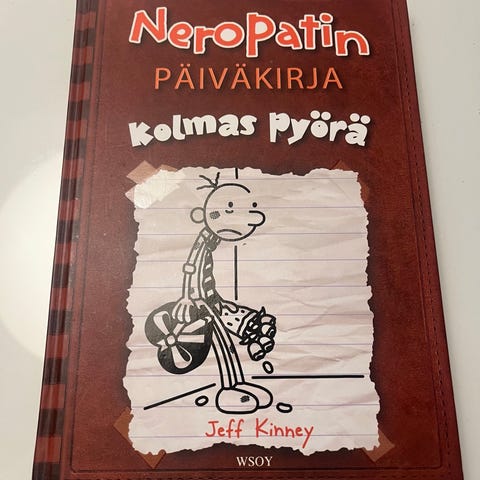 Neropatin
PÄIVÄKIRJA
Kolmas pyörä
Jeff Kinney
WSOY